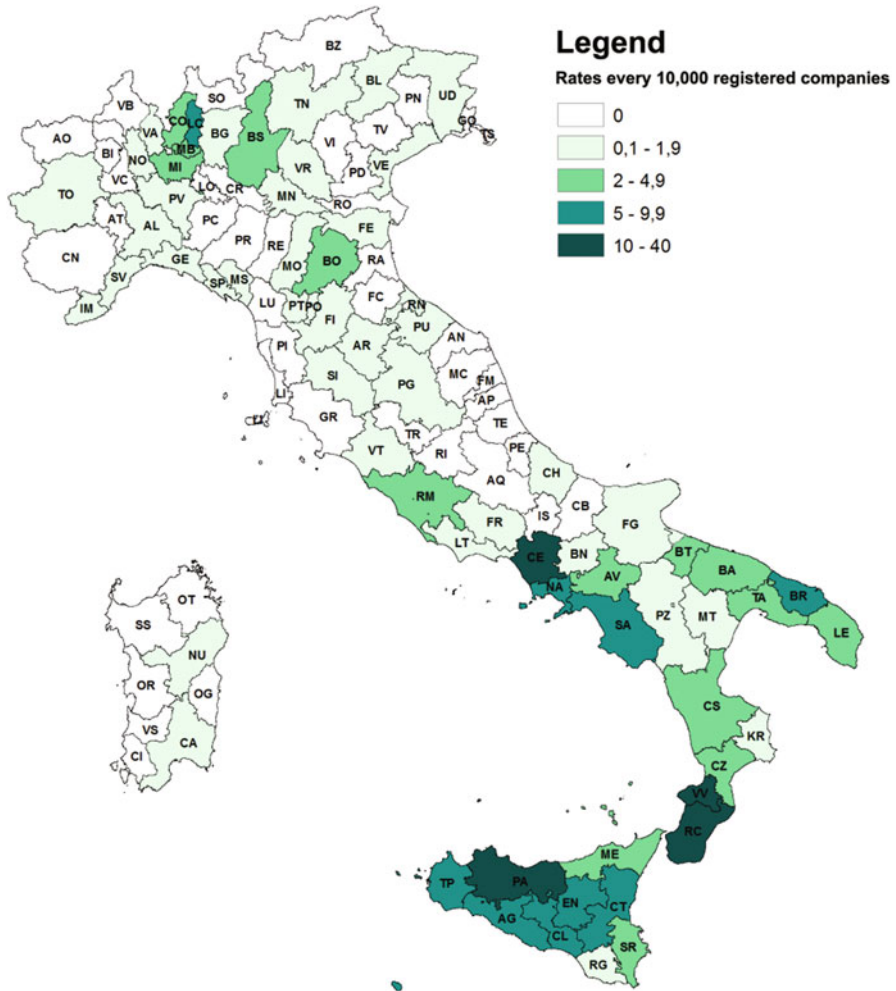 Legend
Rates every 10,000 registered companies
0
0,1 - 1,9
2 - 4,9
5 - 9,9
10 - 40
BZ
SO
BL
UD
PN
TN
VB
CO
LC
BS
GO
TS
AO
VA
BG
TV
BI
NO
MB
VI
VE
MI
VR
PD
VC
LO
CR
TO
PV
MN
RO
AT
PC
AL
PR
RE
FE
CN
GE
MO
BO
RA
SV
SP
MS
FC
IM
LU
PT
PO
RN
FI
PU
PI
AR
AN
SI
MC
FM
LI
PG
AP
GR
TE
LI
TR
PE
VT
RI
CH
AQ
RM
CB
IS
FR
FG
LT
CE
BN
BT
BA
AV
NA
TA
BR
OT
PZ
MT
SS
SA
LE
NU
OR
OG
CS
VS
KR
CA
CI
CZ
VV
RC
ME
TP
PA
EN
AG
CT
CL
SR
RG